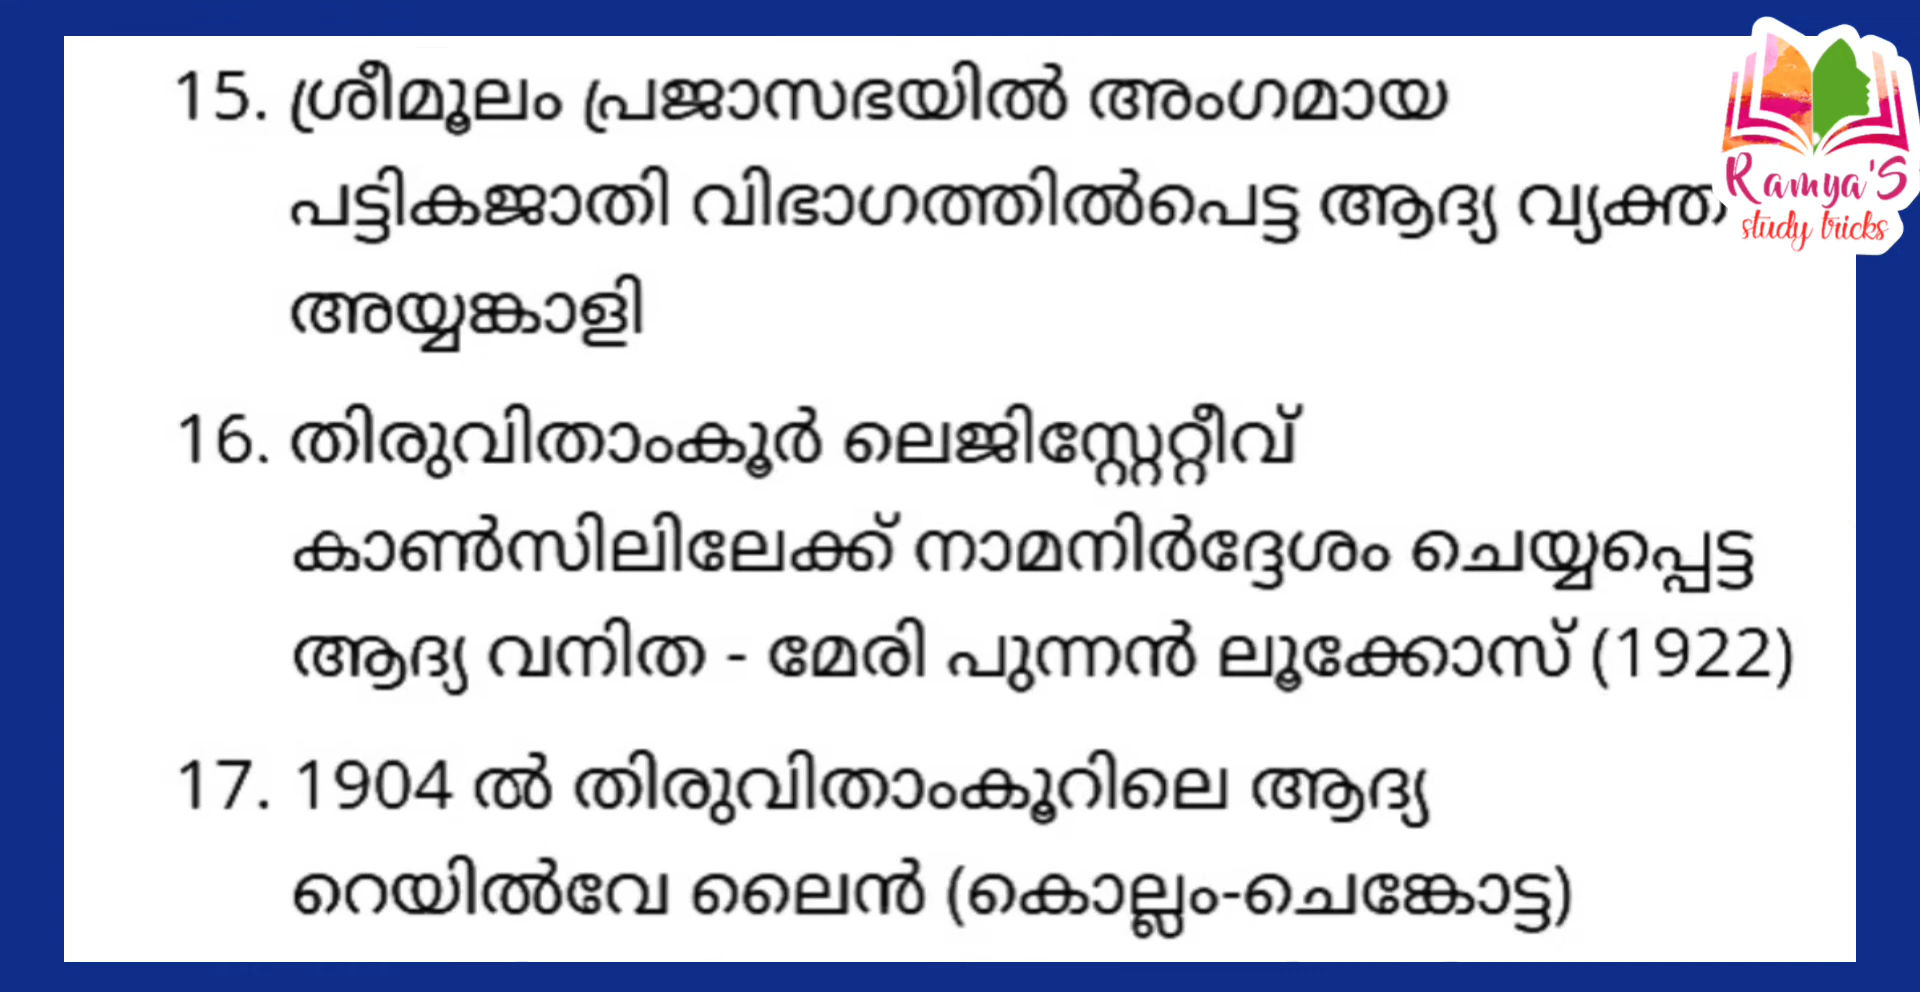 15. ശ്രീമൂലം പ്രജാസഭയിൽ അംഗമായ
പട്ടികജാതി വിഭാഗത്തിൽപെട്ട ആദ്യ
അയ്യങ്കാളി
16. തിരുവിതാംകൂർ ലെജിസ്റ്റേറ്റീവ്
കാൺസിലിലേക്ക് നാമനിർദ്ദേശം ചെയ്യപ്പെട്ട
ആദ്യ വനിത - മേരി പുന്നൻ ലൂക്കോസ് (1922)
17. 1904 ൽ തിരുവിതാംകൂറിലെ ആദ്യ
റെയിൽവേ ലൈൻ (കൊല്ലം-ചെങ്കോട്ട)
Ramya'S
study tricks